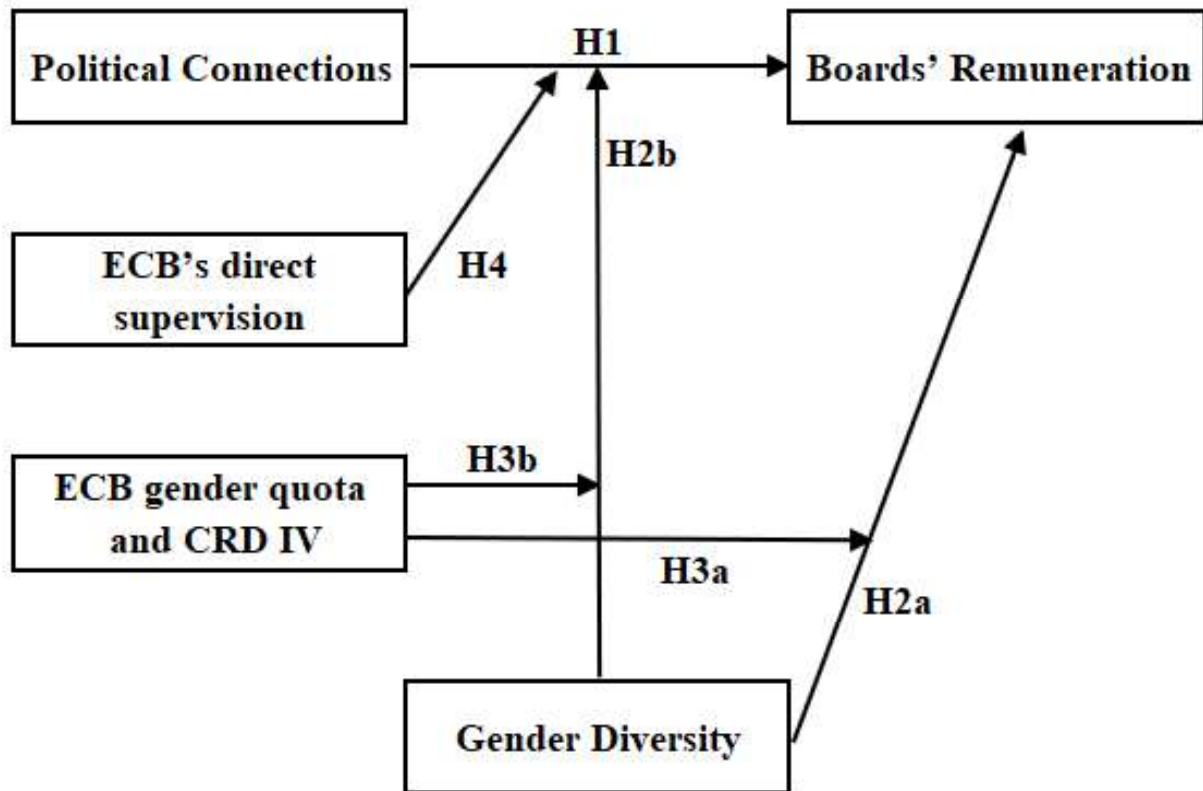 H1
Political Connections
Boards’ Remuneration
H2b
ECB’s direct
supervision
H4
H3b
ECB gender quota
and CRD IV
H3a
H2a
Gender Diversity